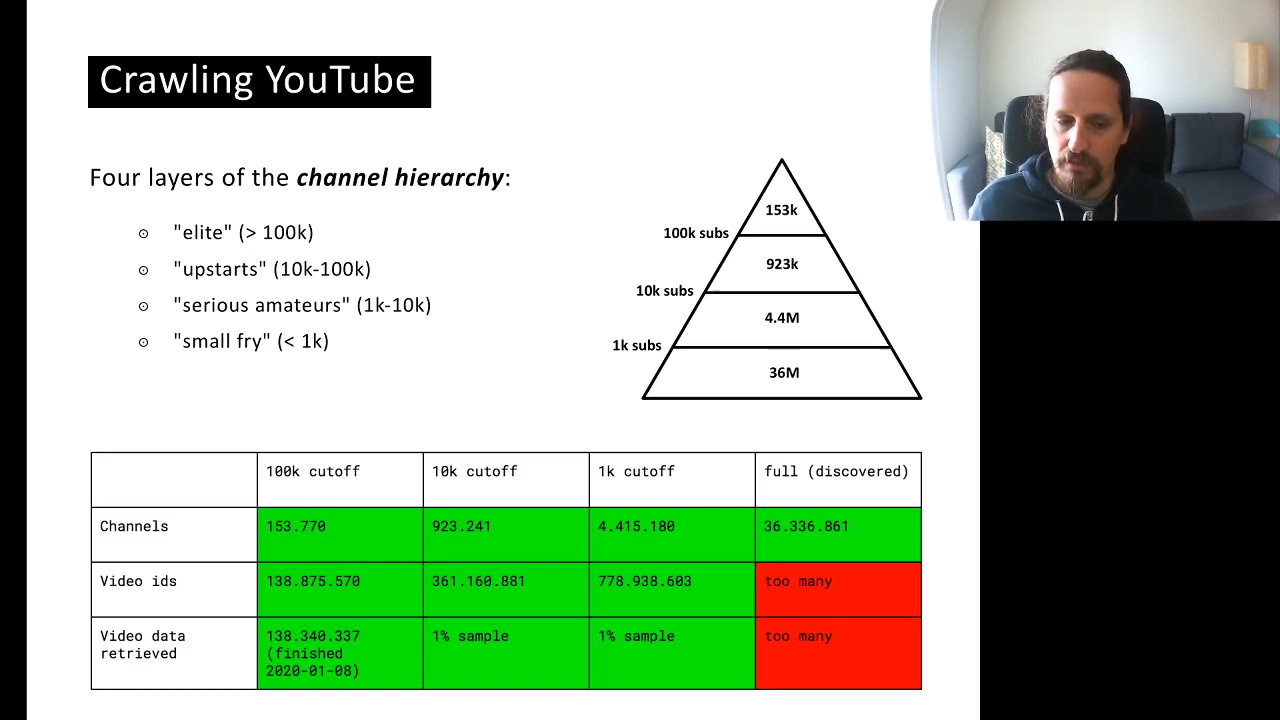 Crawling YouTube
Four layers of the channel hierarchy:
"elite" (> 100k)
"upstarts" (10k-100k)
"serious amateurs" (1k-10k)
"small fry" (< 1k)
153k
100k subs
923k
10k subs
4.4M
1k subs
36M
100k cutoff 10k cutoff 1k cutoff full (discovered)
Channels 153.770 923.241 4.415.180 36.336.861
Video ids 138.875.570 361.160.881 778.938.603 too many
Video data retrieved 138.340.337 (finished 2020-01-08) 1% sample 1% sample too many